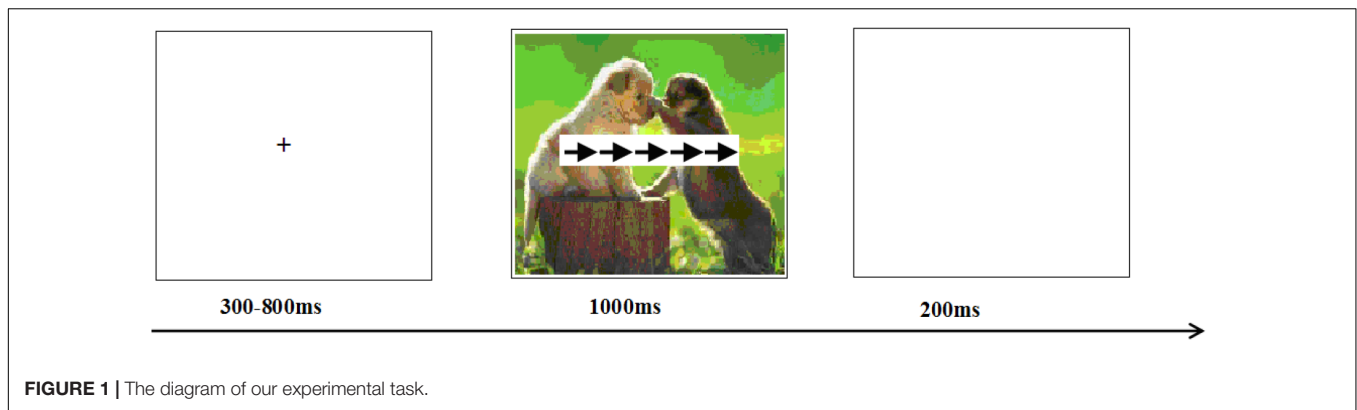 +
300-800ms 1000ms 200ms
FIGURE 1 | The diagram of our experimental task.